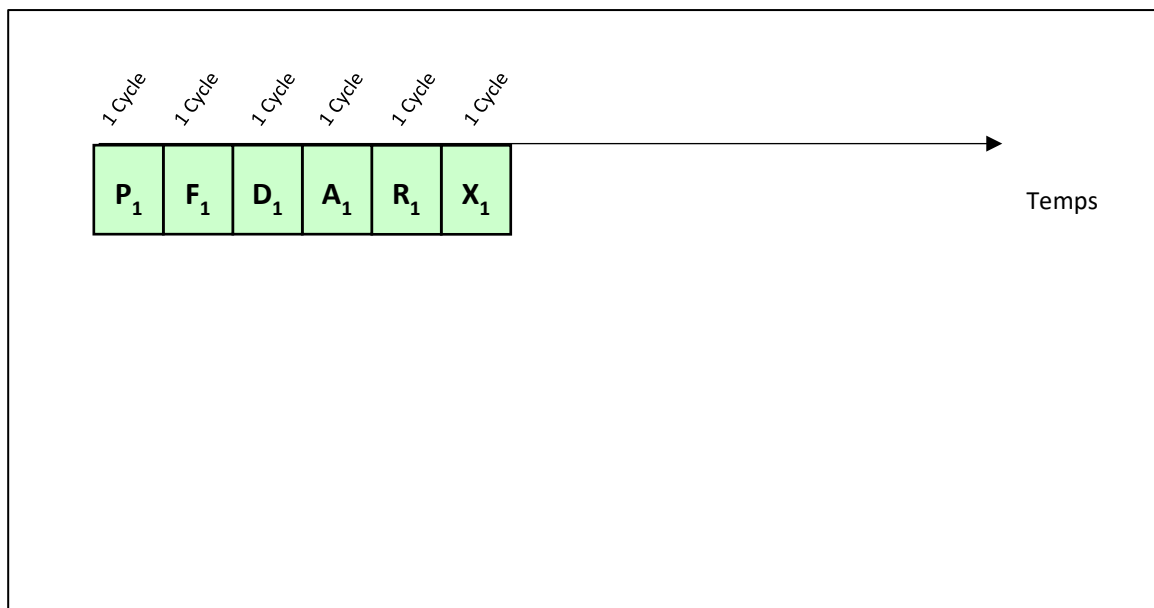 1 Cycle 1 Cycle 1 Cycle 1 Cycle 1 Cycle 1 Cycle
P₁ F₁ D₁ A₁ R₁ X₁
Temps